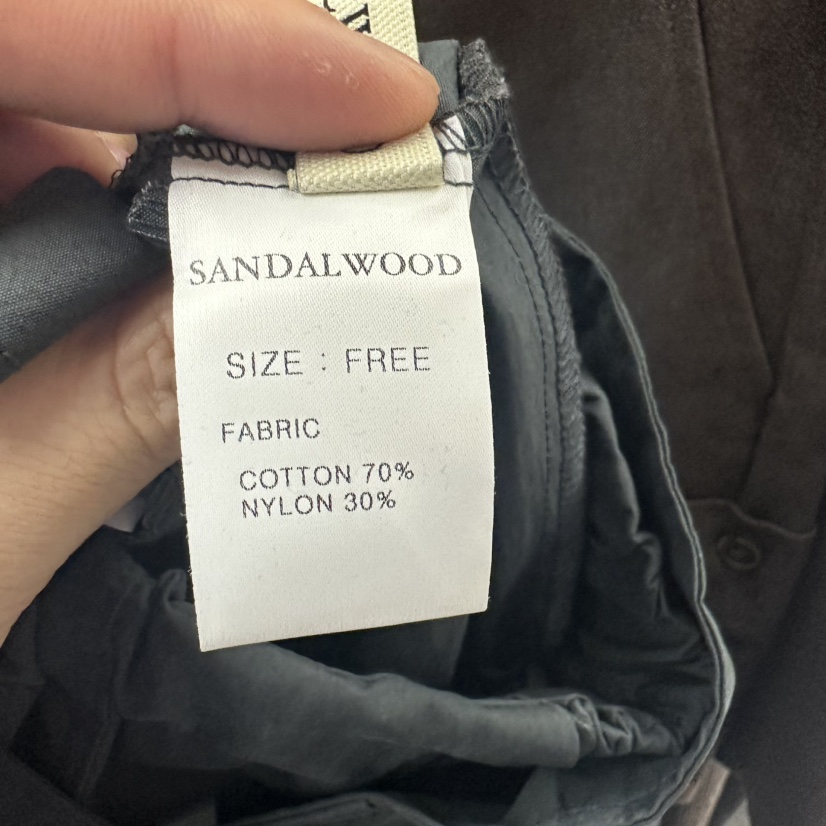 SANDALWOOD
SIZE : FREE
FABRIC
COTTON 70%
NYLON 30%